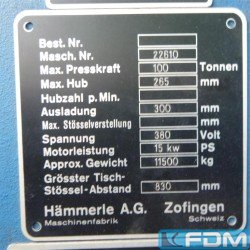 Best. Nr.
Masch. Nr. 22610
Max. Presskraft 100 Tonnen
Max. Hub 265 mm
Hubzahl p. Min.
Ausladung 300 mm
Max. Stösselverstellung mm
Spannung 380 Volt
Motorleistung 15 kw PS
Approx. Gewicht 11500 kg
Grösster Tisch-
Stössel-Abstand 830 mm
Hämmerle A.G. Zofingen
Maschinenfabrik Schweiz
FDM